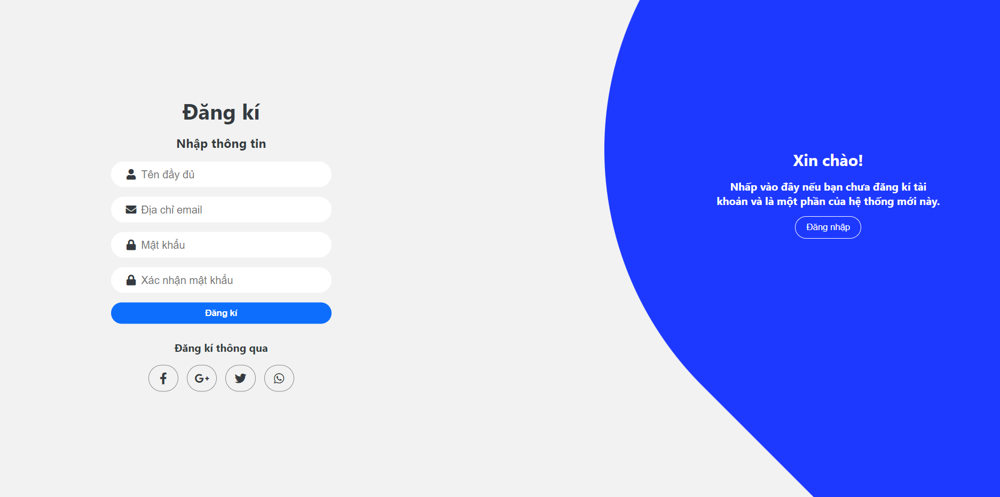 Đăng kí
Nhập thông tin
Tên đầy đủ
Địa chỉ email
Mật khẩu
Xác nhận mật khẩu
Đăng kí
Đăng kí thông qua
Xin chào!
Nhấp vào đây nếu bạn chưa đăng kí tài
khoản và là một phần của hệ thống mới này.
Đăng nhập